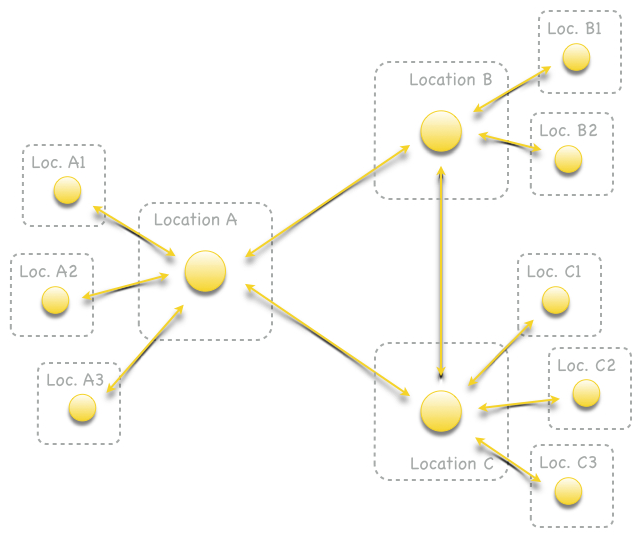 Loc. B1
Location B
Loc. B2
Loc. A1
Location A
Loc. A2
Loc. C1
Loc. A3
Loc. C2
Location C
Loc. C3